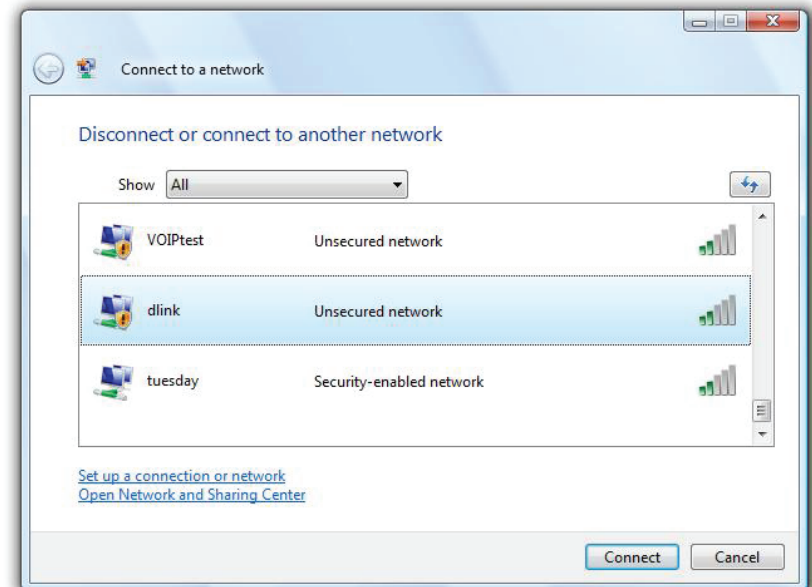 Connect to a network
Disconnect or connect to another network
Show All
VOIPtest Unsecured network
dlink Unsecured network
tuesday Security-enabled network
Set up a connection or network
Open Network and Sharing Center
Connect Cancel